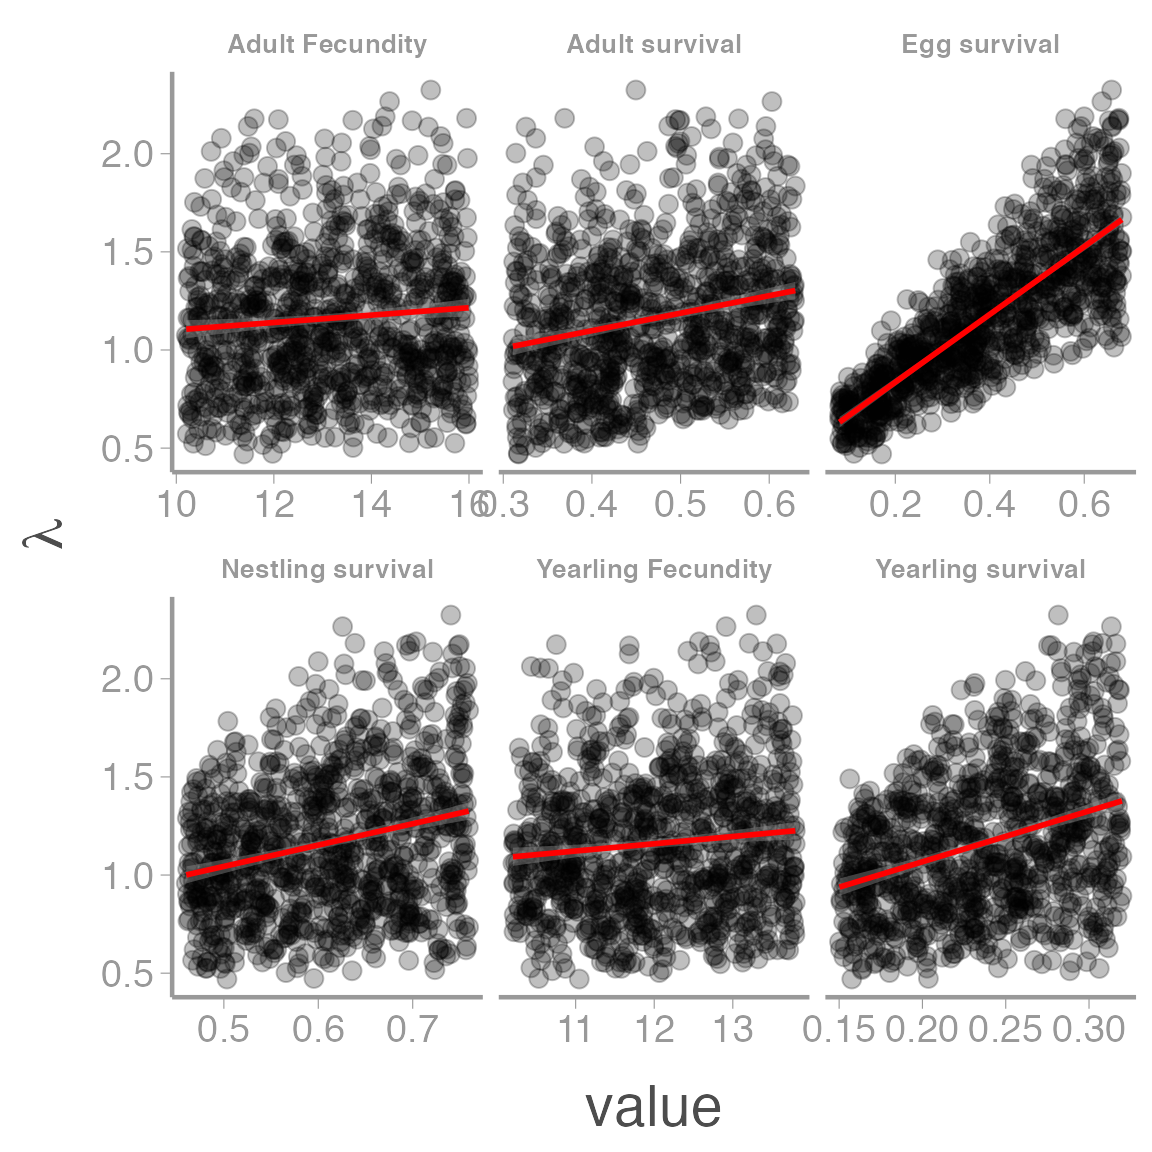 Adult Fecundity Adult survival Egg survival
2.0
1.5
1.0
0.5
10 12 14 16 0.3 0.4 0.5 0.6 0.2 0.4 0.6
λ
Nestling survival Yearling Fecundity Yearling survival
2.0
1.5
1.0
0.5
0.5 0.6 0.7 11 12 13 0.15 0.20 0.25 0.30
value